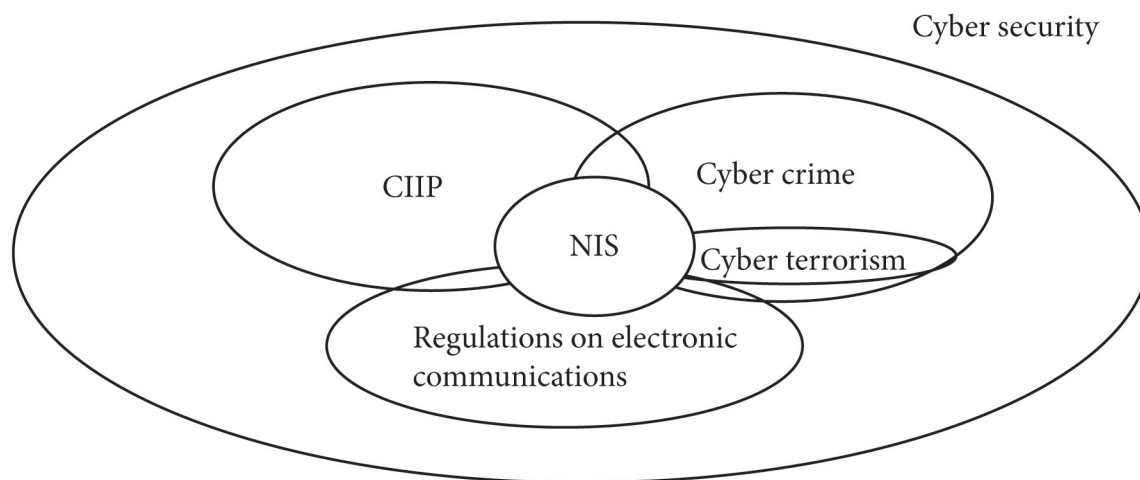 Cyber security
CIIP
Cyber crime
NIS
Cyber terrorism
Regulations on electronic
communications